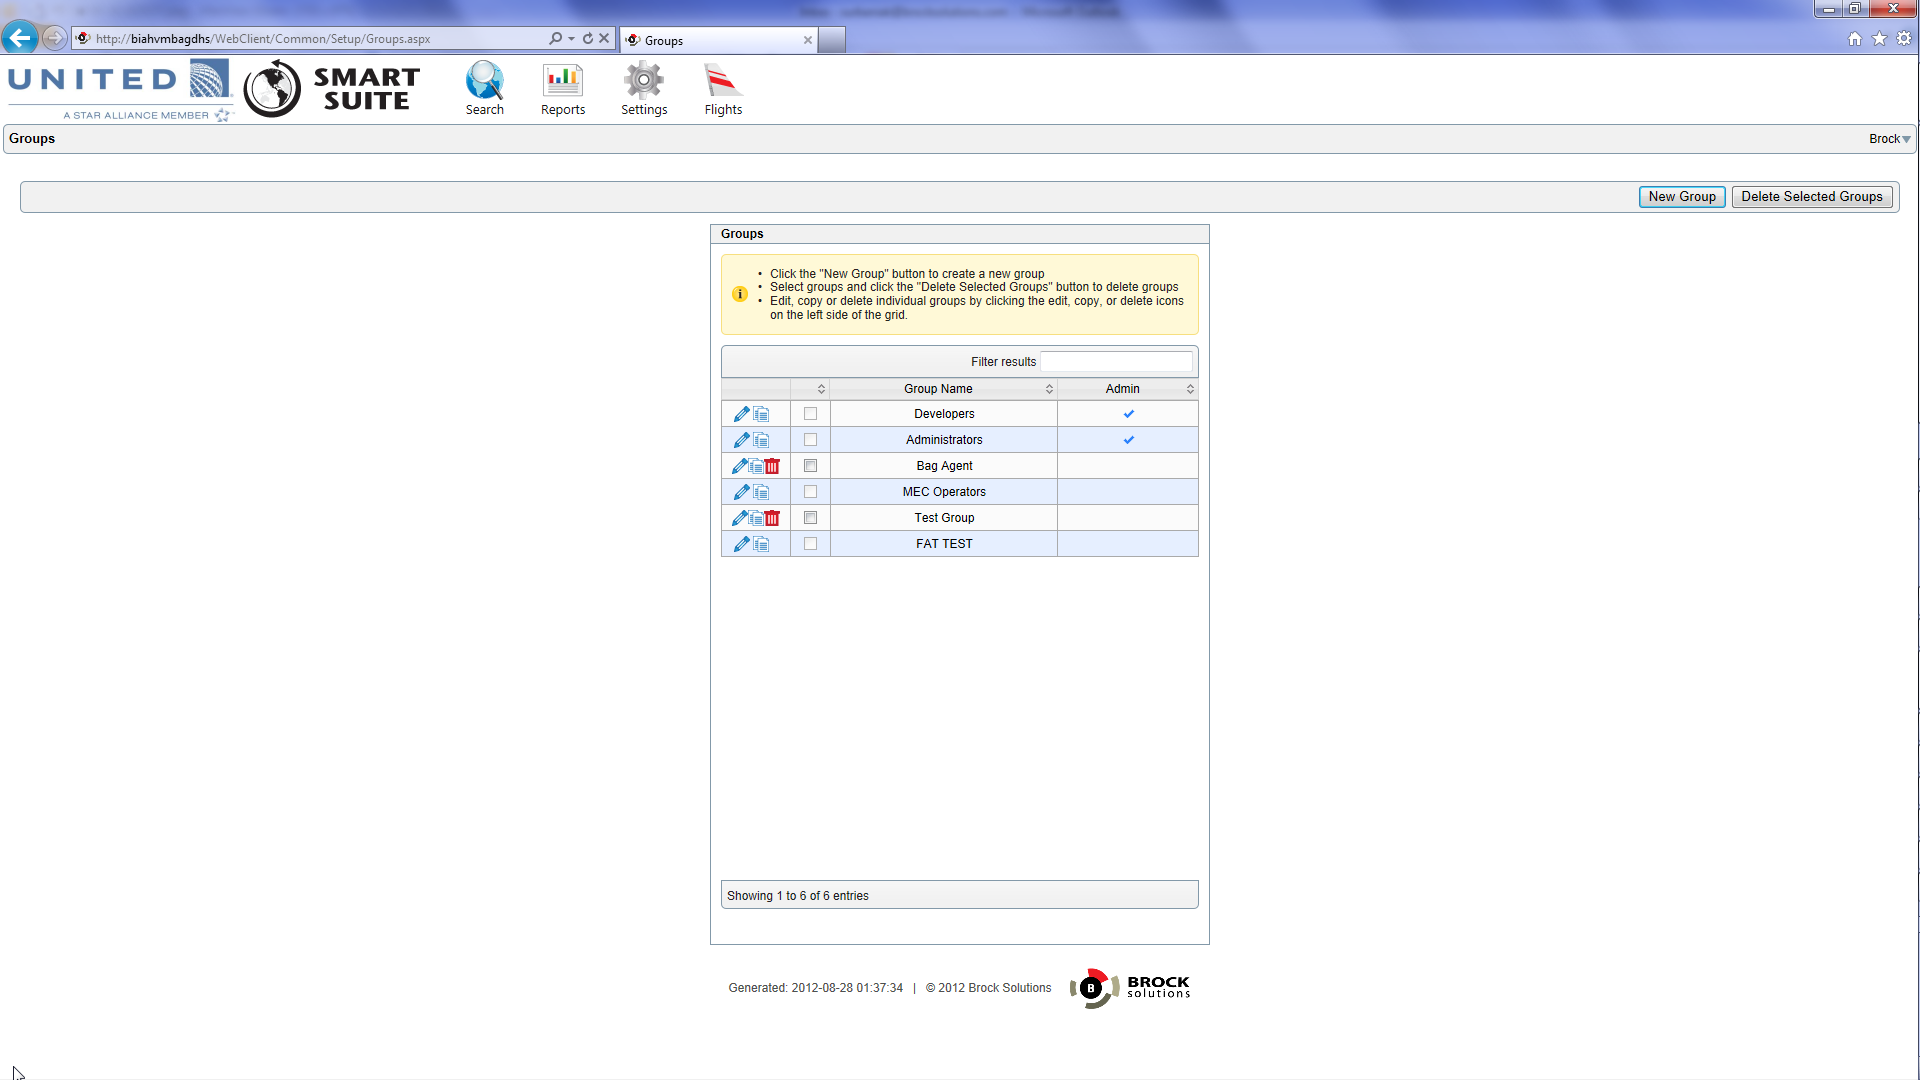 http://biahvmbagdhs/WebClient/Common/Setup/Groups.aspx
Groups
UNITED
A STAR ALLIANCE MEMBER
SMART
SUITE
Search
Reports
Settings
Flights
Groups
Brock
New Group
Delete Selected Groups
Groups
• Click the "New Group" button to create a new group
• Select groups and click the "Delete Selected Groups" button to delete groups
• Edit, copy or delete individual groups by clicking the edit, copy, or delete icons
on the left side of the grid.
Filter results
Group Name
Admin
Developers
Administrators
Bag Agent
MEC Operators
Test Group
FAT TEST
Showing 1 to 6 of 6 entries
Generated: 2012-08-28 01:37:34 | © 2012 Brock Solutions
B
BROCK
solutions